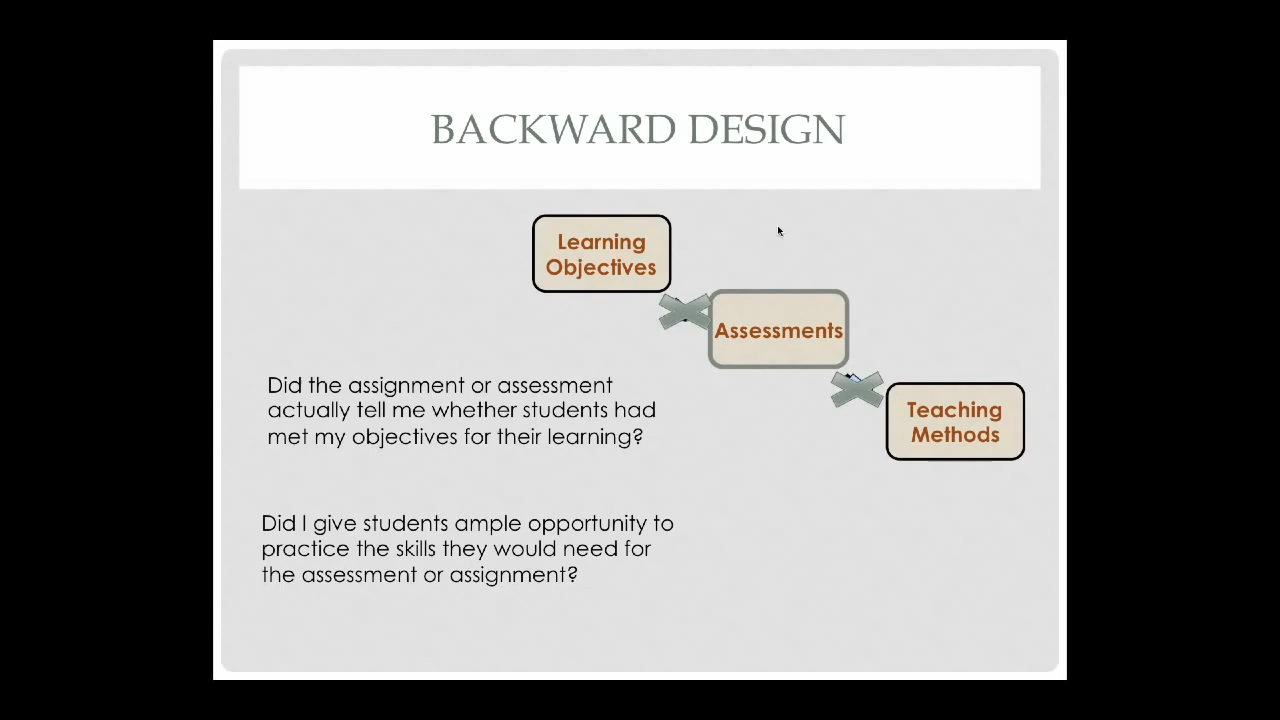 BACKWARD DESIGN
Learning
Objectives
Assessments
Teaching
Methods
Did the assignment or assessment
actually tell me whether students had
met my objectives for their learning?
Did I give students ample opportunity to
practice the skills they would need for
the assessment or assignment?